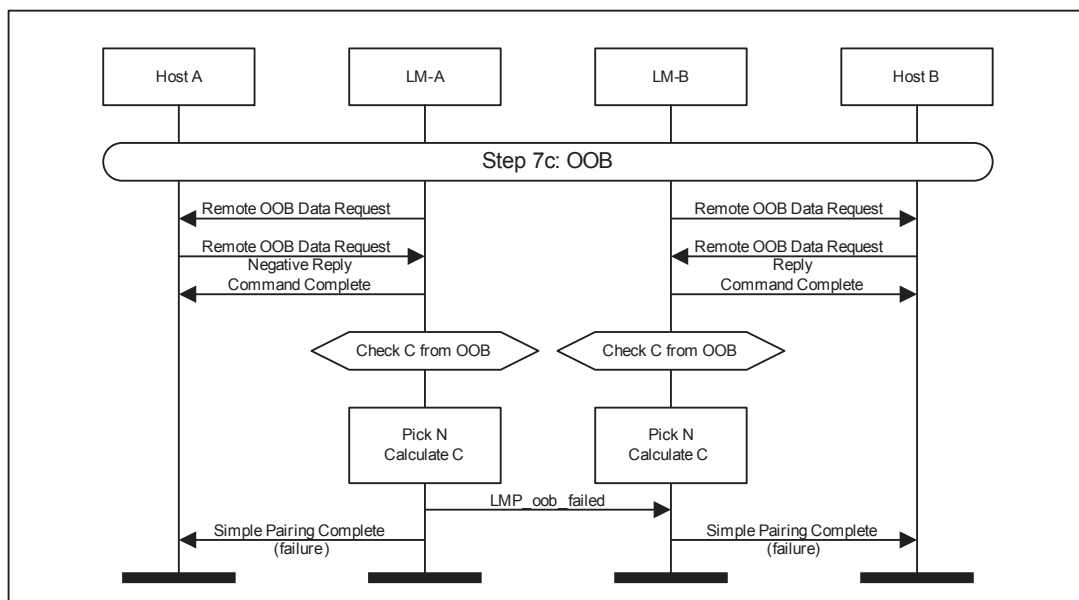 Host A
LM-A
LM-B
Host B
Step 7c: OOB
Remote OOB Data Request
Remote OOB Data Request
Remote OOB Data Request
Negative Reply
Remote OOB Data Request
Reply
Command Complete
Command Complete
Check C from OOB
Check C from OOB
Pick N
Calculate C
Pick N
Calculate C
LMP_oob_failed
Simple Pairing Complete
(failure)
Simple Pairing Complete
(failure)